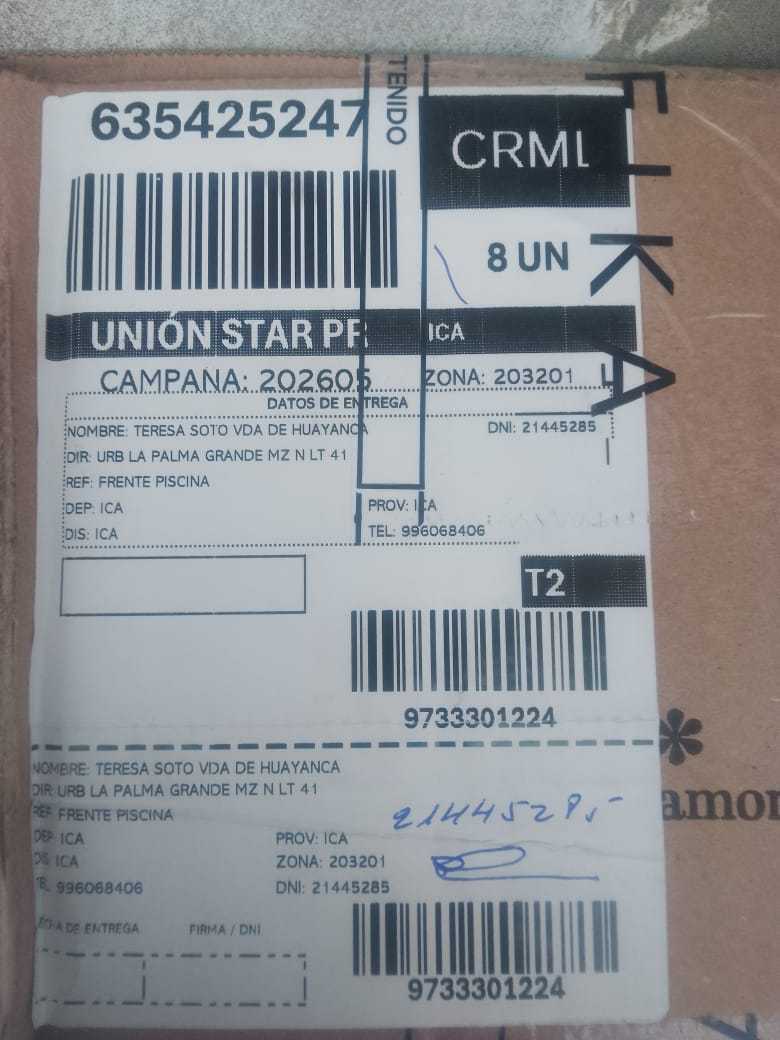 635425247
TENIDO
CRML
8 UN
FIKA
UNIÓN STAR PR ICA
CAMPAÑA: 202605 ZONA: 203201
DATOS DE ENTREGA
NOMBRE: TERESA SOTO VDA DE HUAYANCA DNI: 21445285
DIR: URB LA PALMA GRANDE MZ N LT 41
REF: FRENTE PISCINA
DEP: ICA PROV: ICA
DIS: ICA TEL: 996068406
T2
9733301224
NOMBRE: TERESA SOTO VDA DE HUAYANCA
DIR: URB LA PALMA GRANDE MZ N LT 41
REF: FRENTE PISCINA
21445285
amor
DEP: ICA PROV: ICA
DIS: ICA ZONA: 203201
996068406 DNI: 21445285
DE ENTREGA FIRMA / DNI
9733301224